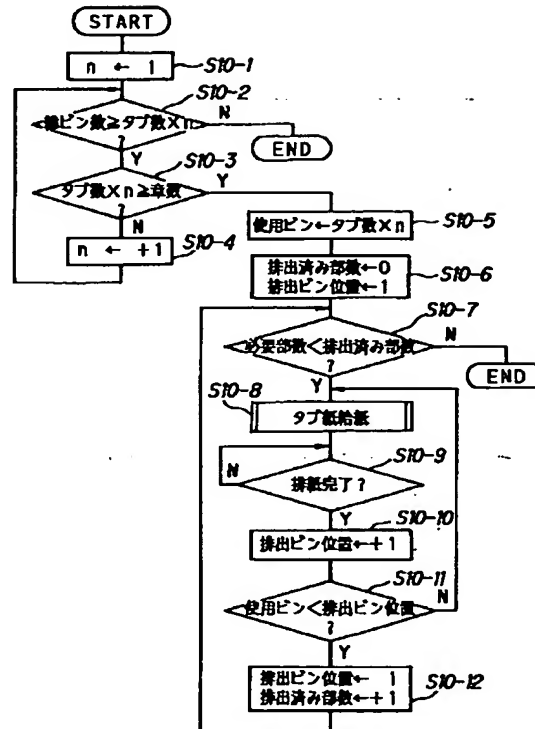 START
n ← 1
S10-1
S10-2
総ピン数≧タブ数×n
?
N
END
Y
S10-3
タブ数×n≧章数
?
Y
N
n ← +1
S10-4
使用ビン←タブ数×n
S10-5
排出済み部数←0
排出ビン位置←1
S10-6
S10-7
必要部数<排出済み部数
?
N
END
Y
S10-8
タブ紙給紙
S10-9
N
排紙完了?
Y
S10-10
排出ビン位置←+1
S10-11
使用ビン<排出ビン位置
?
N
Y
排出ビン位置← 1
排出済み部数←+1
S10-12